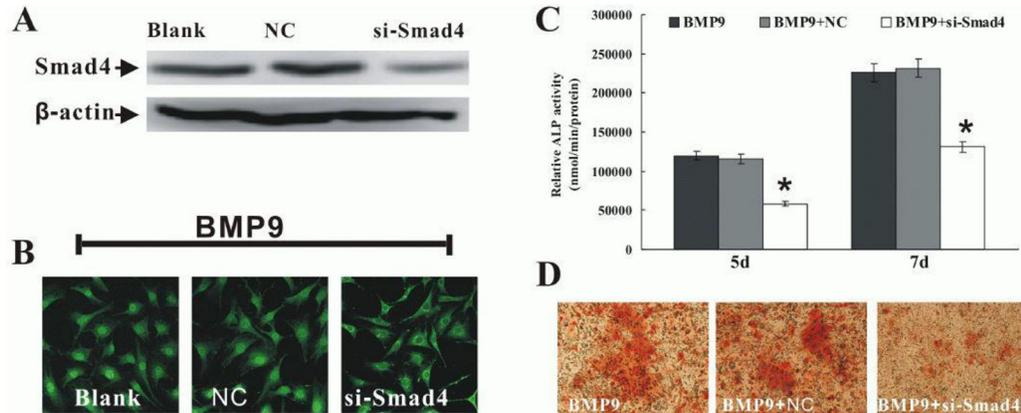 A
Blank NC si-Smad4
Smad4
β-actin
BMP9
B
Blank
NC
si-Smad4
C
BMP9 BMP9+NC BMP9+si-Smad4
Relative ALP activity
(nmol/min/protein)
300000
250000
200000
150000
100000
50000
0
*
*
5d 7d
D
BMP9
BMP9+NC
BMP9+si-Smad4